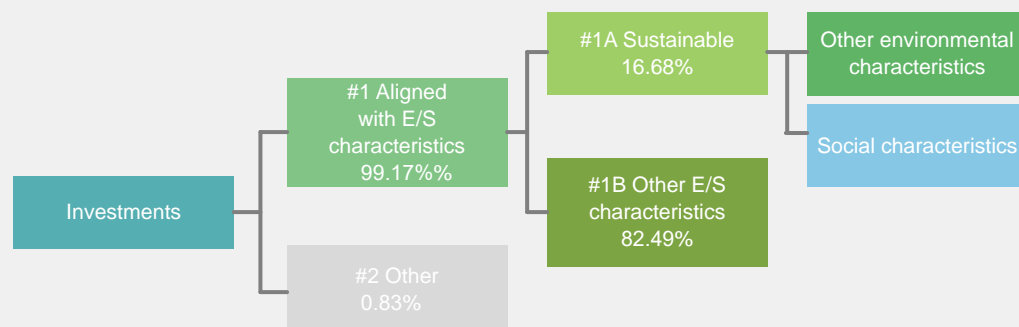 Investments
#1 Aligned
with E/S
characteristics
99.17%%
#2 Other
0.83%
#1A Sustainable
16.68%
#1B Other E/S
characteristics
82.49%
Other environmental
characteristics
Social characteristics